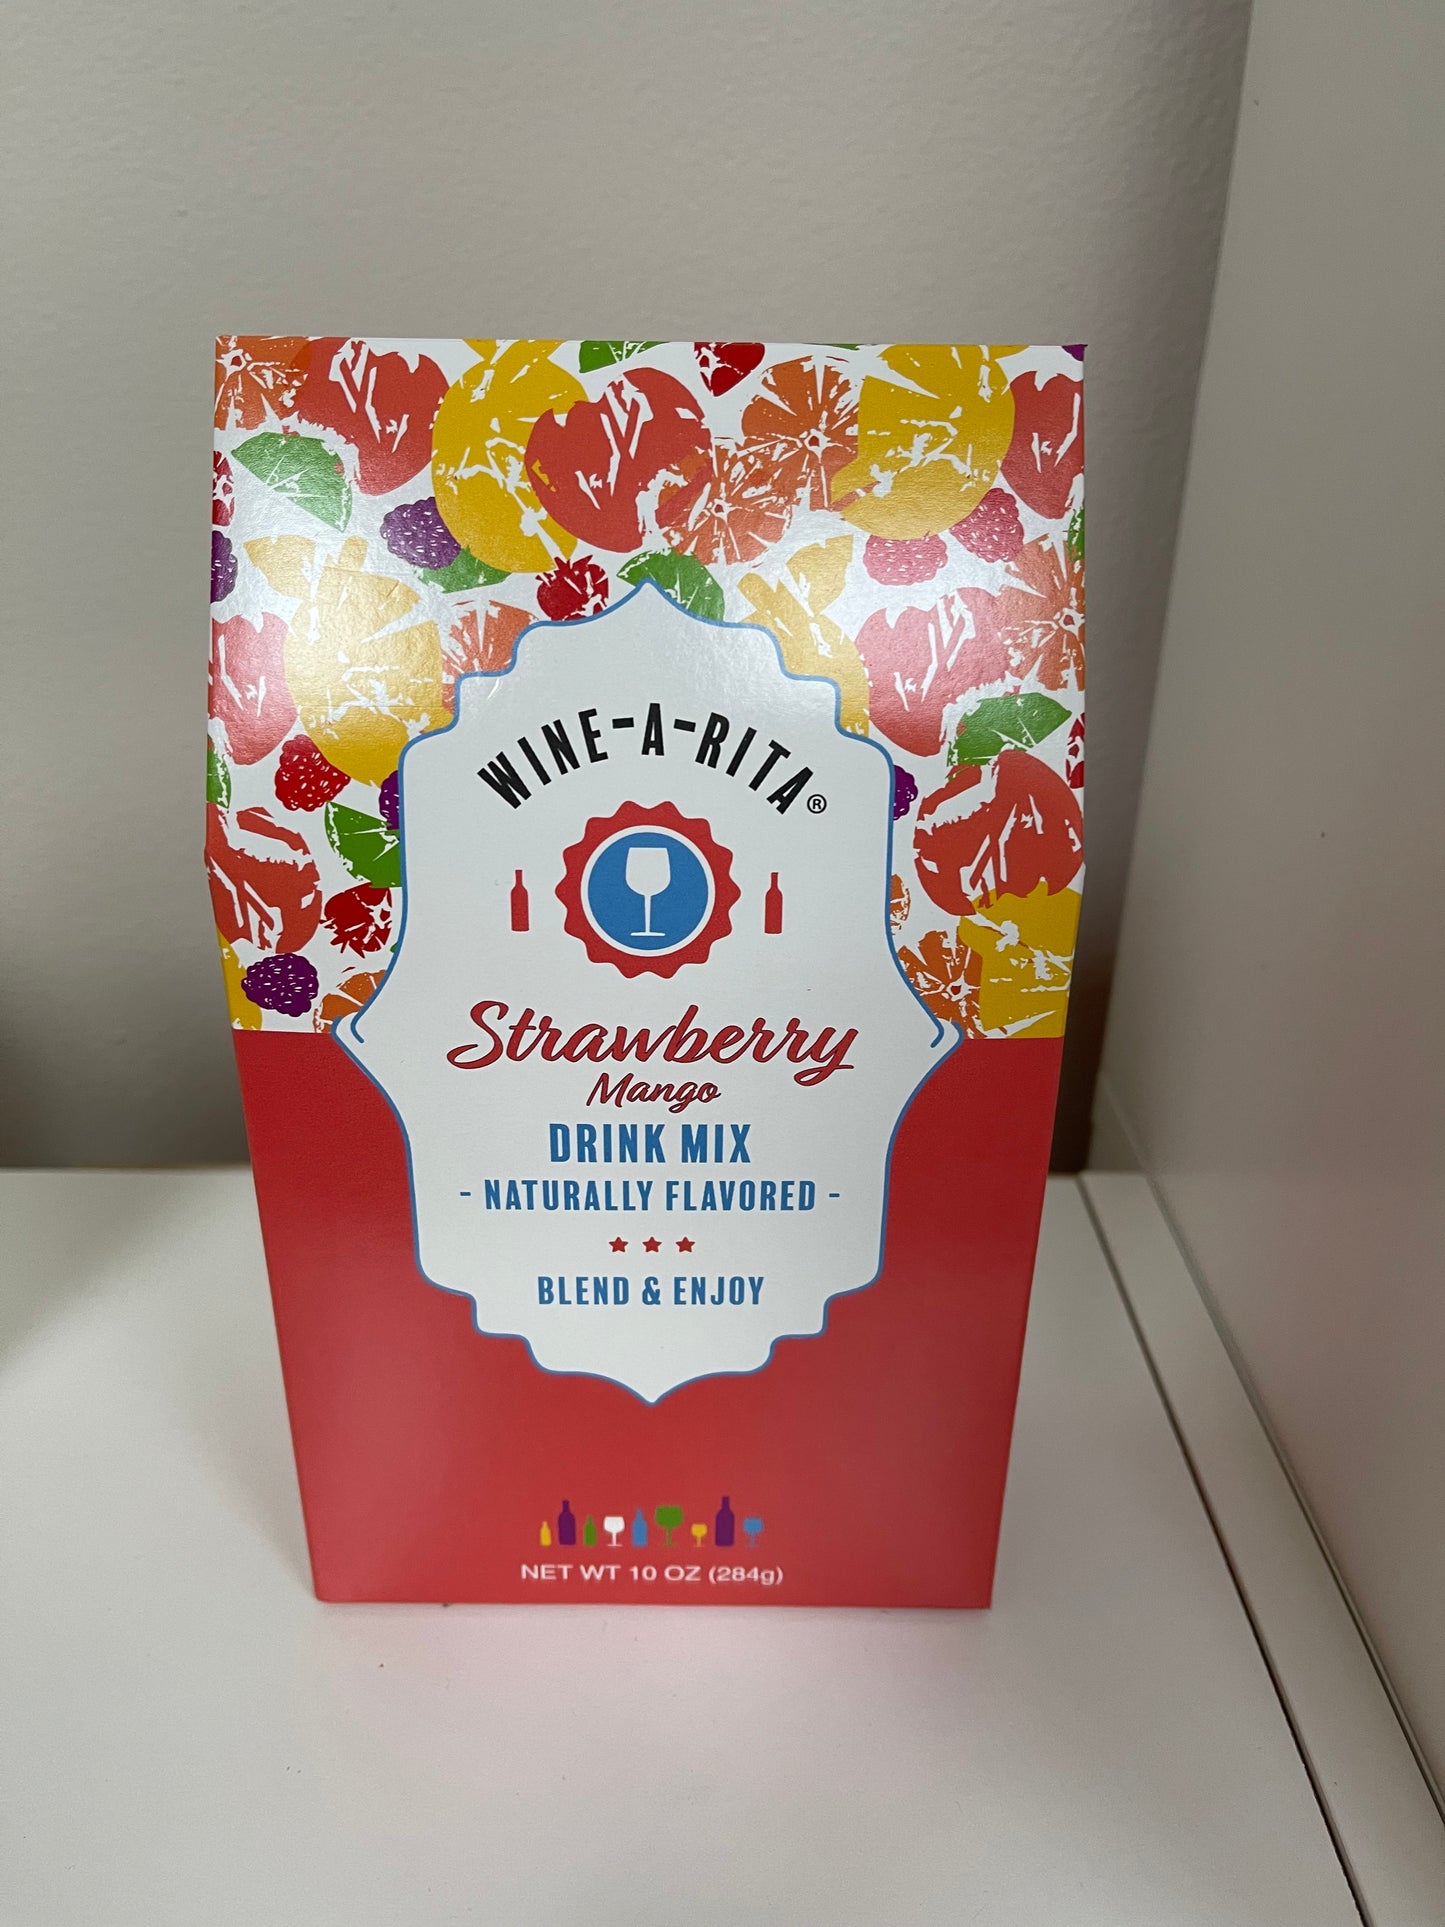 WINE-A-RITA®
Strawberry
Mango
DRINK MIX
- NATURALLY FLAVORED -
BLEND & ENJOY
NET WT 10 OZ (284g)